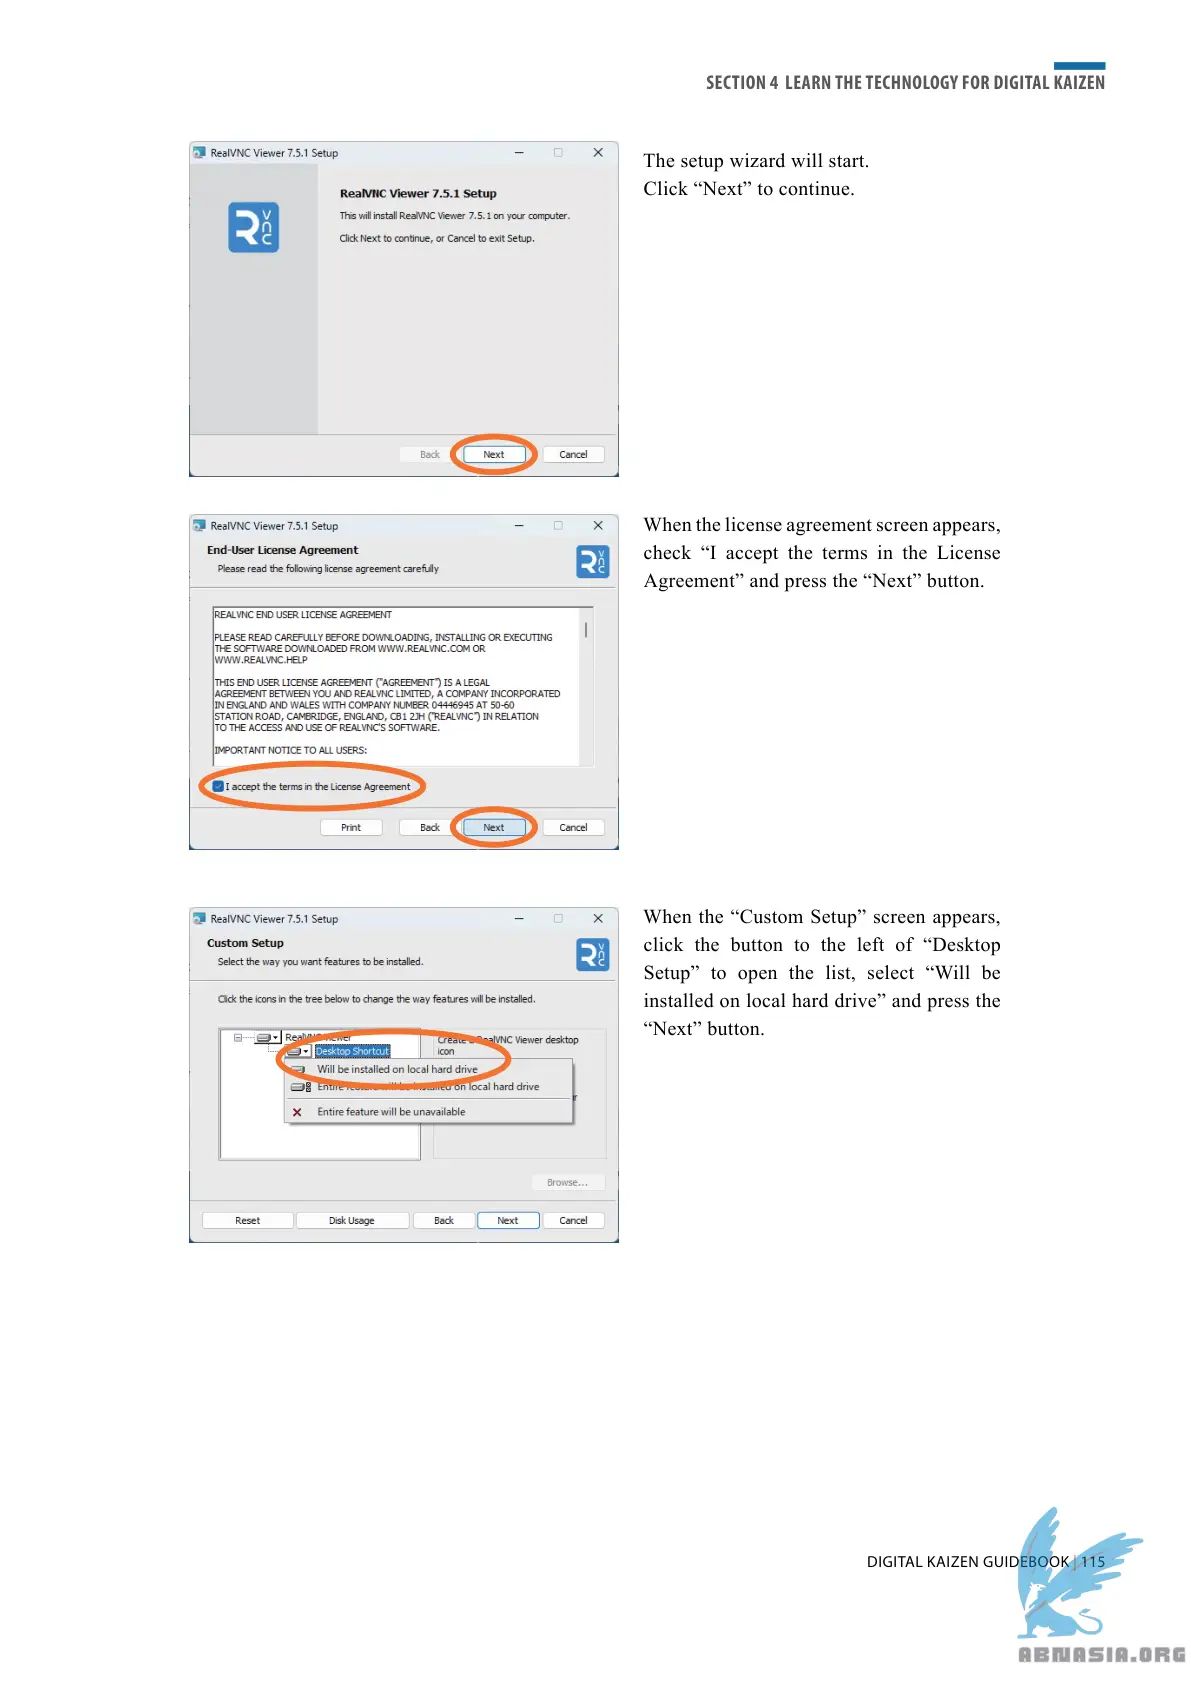 SECTION 4 LEARN THE TECHNOLOGY FOR DIGITAL KAIZEN
RealVNC Viewer 7.5.1 Setup
RealVNC Viewer 7.5.1 Setup
This will install RealVNC Viewer 7.5.1 on your computer.
Click Next to continue, or Cancel to exit Setup.
Back Next Cancel
The setup wizard will start.
Click “Next” to continue.
RealVNC Viewer 7.5.1 Setup
End-User License Agreement
Please read the following license agreement carefully
REALVNC END USER LICENSE AGREEMENT
PLEASE READ CAREFULLY BEFORE DOWNLOADING, INSTALLING OR EXECUTING
THE SOFTWARE DOWNLOADED FROM WWW.REALVNC.COM OR
WWW.REALVNC.HELP
THIS END USER LICENSE AGREEMENT ("AGREEMENT") IS A LEGAL
AGREEMENT BETWEEN YOU AND REALVNC LIMITED, A COMPANY INCORPORATED
IN ENGLAND AND WALES WITH COMPANY NUMBER 04446945 AT 50-60
STATION ROAD, CAMBRIDGE, ENGLAND, CB1 2JH ("REALVNC") IN RELATION
TO THE ACCESS AND USE OF REALVNC'S SOFTWARE.
IMPORTANT NOTICE TO ALL USERS:
I accept the terms in the License Agreement
Print Back Next Cancel
When the license agreement screen appears,
check “I accept the terms in the License
Agreement” and press the “Next” button.
RealVNC Viewer 7.5.1 Setup
Custom Setup
Select the way you want features to be installed.
Click the icons in the tree below to change the way features will be installed.
RealVNC Viewer
Desktop Shortcut
Create a RealVNC Viewer desktop
icon
Will be installed on local hard drive
Entire feature will be installed on local hard drive
Entire feature will be unavailable
Browse...
Reset Disk Usage Back Next Cancel
When the “Custom Setup” screen appears,
click the button to the left of “Desktop
Setup” to open the list, select “Will be
installed on local hard drive” and press the
“Next” button.
DIGITAL KAIZEN GUIDEBOOK | 115
ABNASIA.ORG